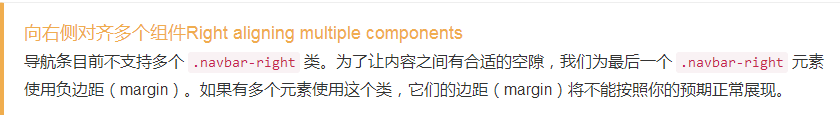 向右侧对齐多个组件Right aligning multiple components
导航条目前不支持多个 .navbar-right 类。为了让内容之间有合适的空隙，我们为最后一个 .navbar-right 元素
使用负边距（margin）。如果有多个元素使用这个类，它们的边距（margin）将不能按照你的预期正常展现。